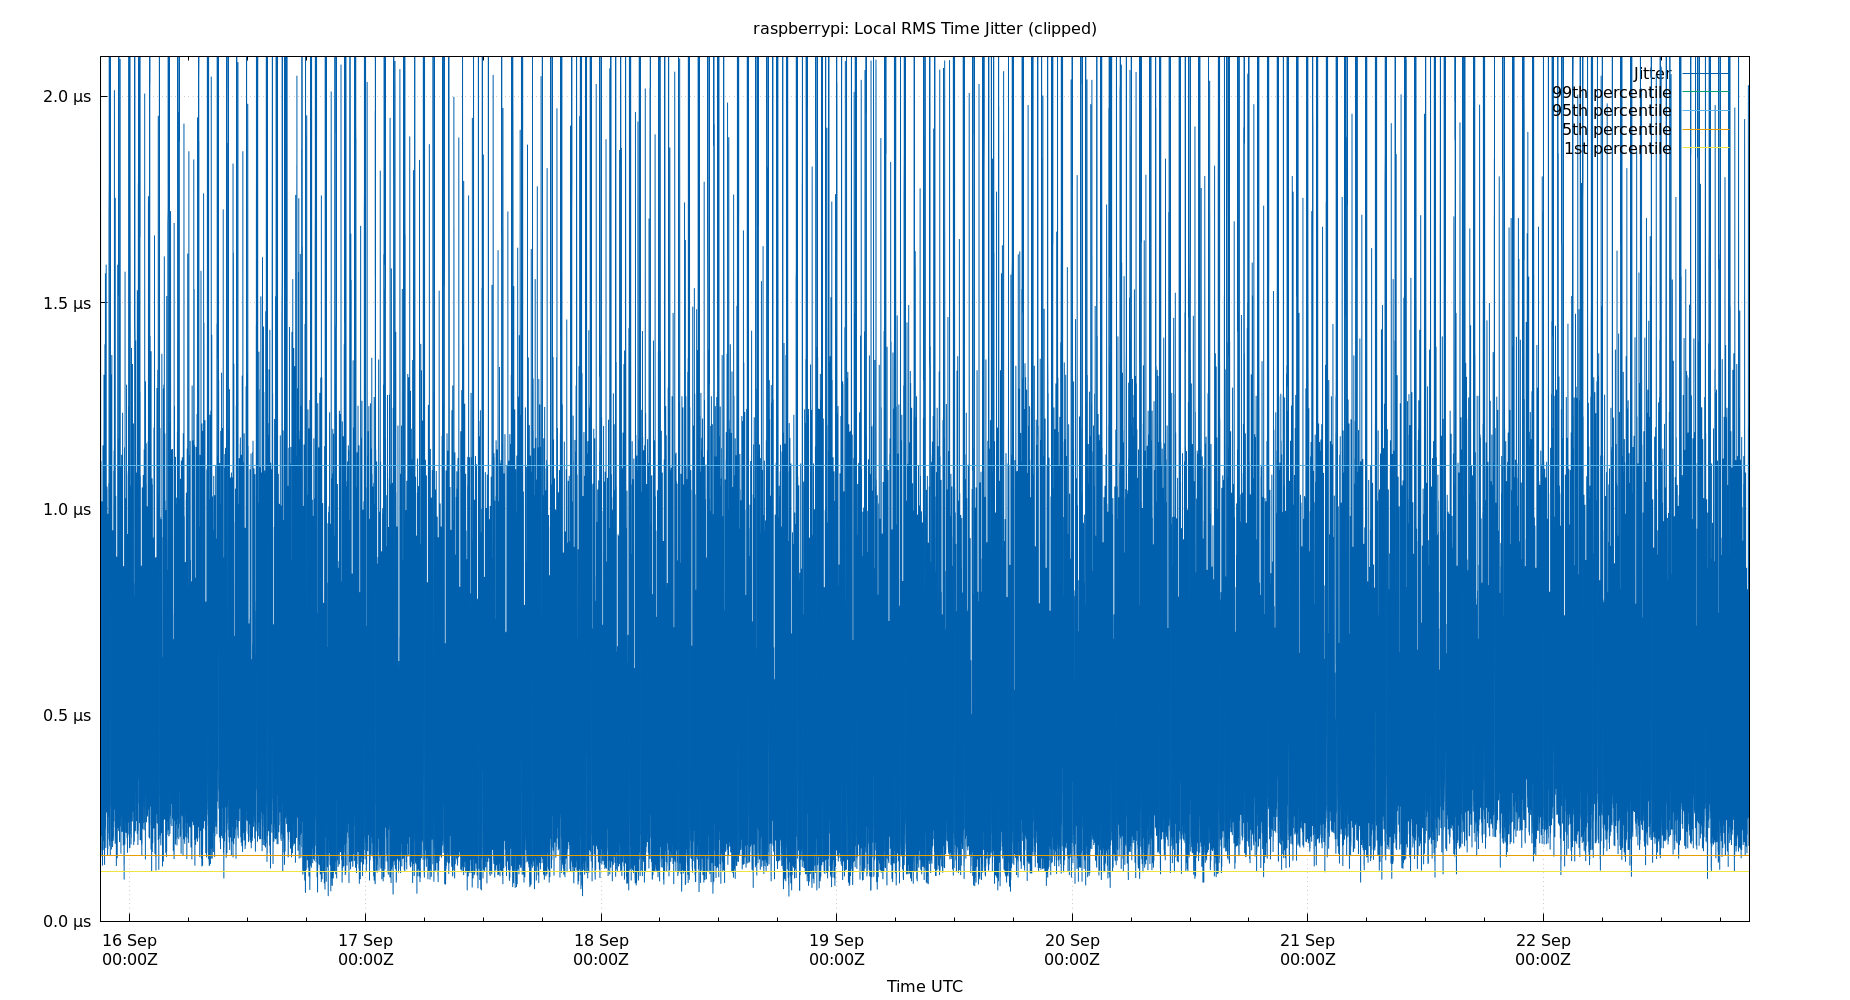 raspberrypi: Local RMS Time Jitter (clipped)
Jitter
99th percentile
95th percentile
5th percentile
1st percentile
2.0 µs
1.5 µs
1.0 µs
0.5 µs
0.0 µs
16 Sep 17 Sep 18 Sep 19 Sep 20 Sep 21 Sep 22 Sep
00:00Z 00:00Z 00:00Z 00:00Z 00:00Z 00:00Z 00:00Z
Time UTC